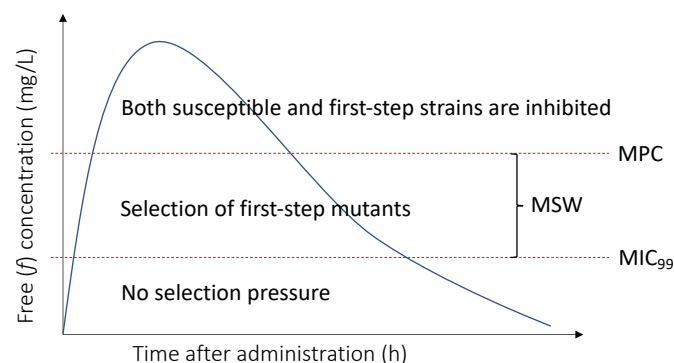 Free (f) concentration (mg/L)
Both susceptible and first-step strains are inhibited
MPC
Selection of first-step mutants
MSW
MIC99
No selection pressure
Time after administration (h)